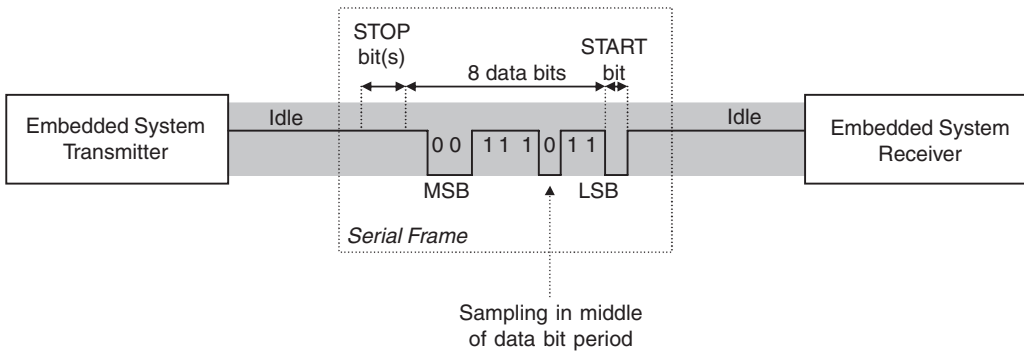 STOP
bit(s)
8 data bits
START
bit
Embedded System
Transmitter
Idle
0 0 1 1 1 0 1 1
Idle
Embedded System
Receiver
MSB
LSB
Serial Frame
Sampling in middle
of data bit period